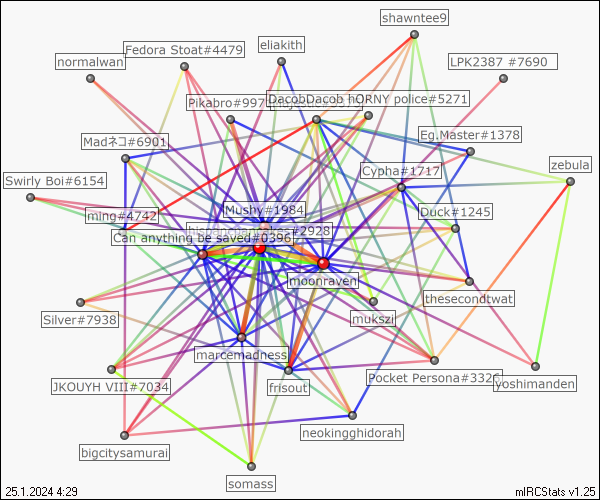 shawntee9
eliakith
Fedora Stoat#4479
normalwan
LPK2387 #7690
DacobDacob hORNY police#5271
Pikabro#997
Eg.Master#1378
Madネコ#6901
zebula
Cypha#1717
Swirly Boi#6154
Mushy#1984
Duck#1245
ming#4742
#2928
Can anything be saved#0396
moonraven
thesecondtwat
mukszi
Silver#7938
marcemadness
Pocket Persona#3326
yoshimanden
JKOUYH VIII#7034
frisout
neokingghidorah
bigcitysamurai
somass
25.1.2024 4:29
mIRCStats v1.25